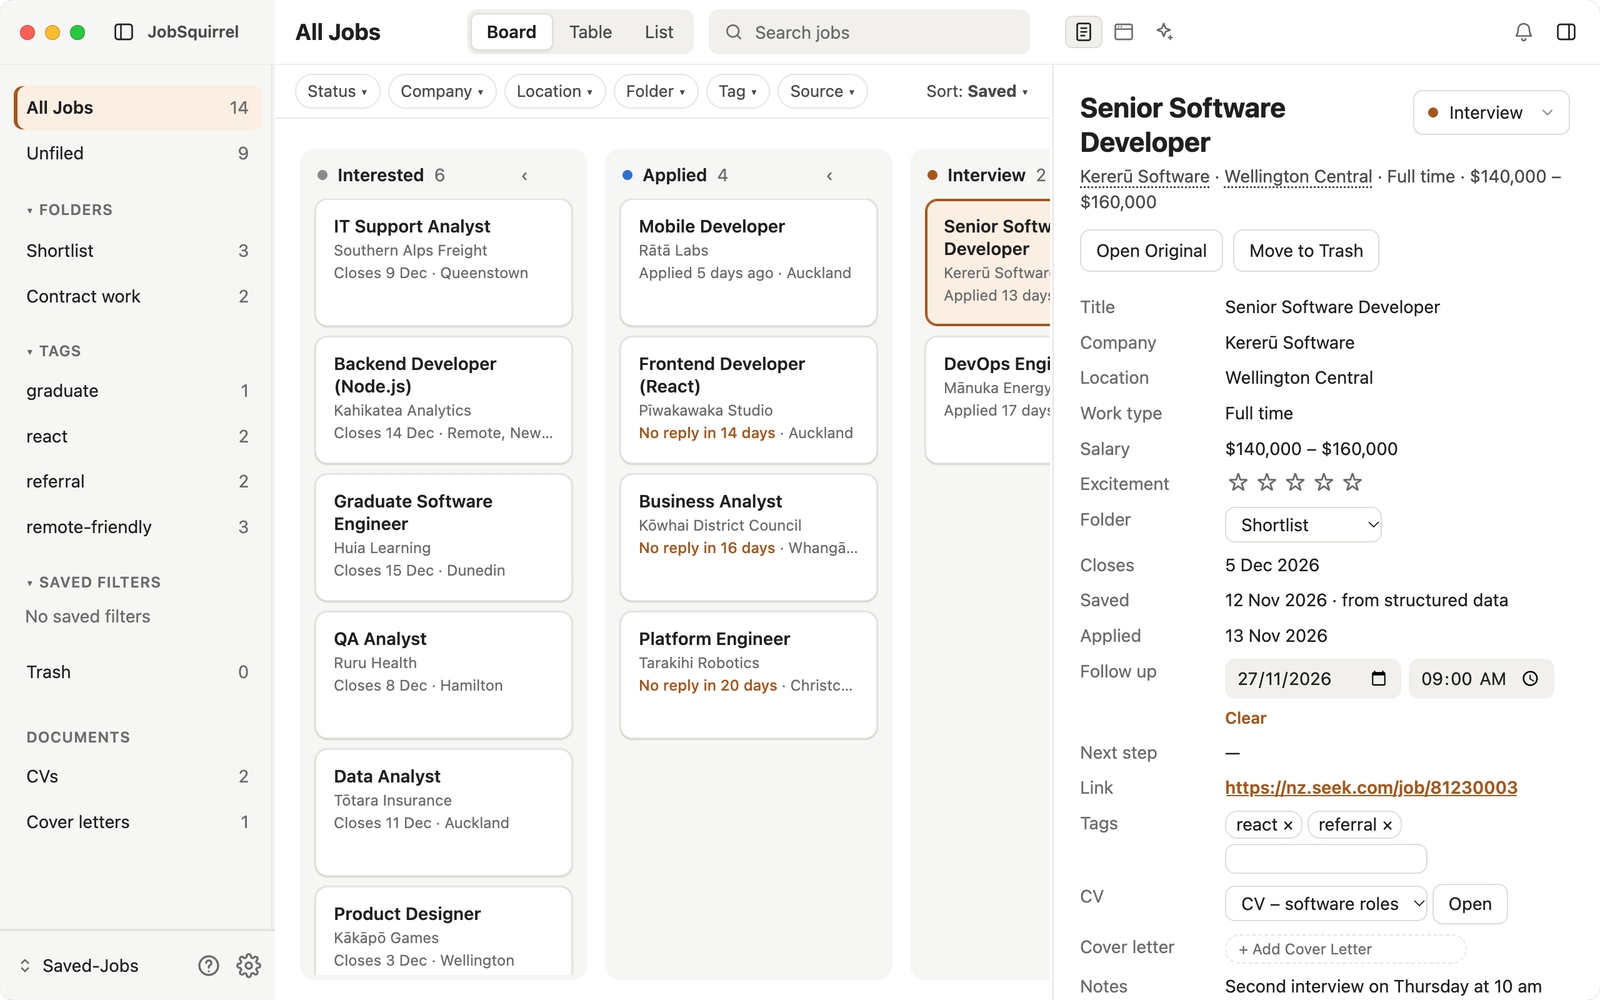 JobSquirrel
All Jobs
Board
Table
List
Search jobs
All Jobs 14
Unfiled 9
FOLDERS
Shortlist 3
Contract work 2
TAGS
graduate 1
react 2
referral 2
remote-friendly 3
SAVED FILTERS
No saved filters
Trash 0
DOCUMENTS
CVs 2
Cover letters 1
Saved-Jobs
Status
Company
Location
Folder
Tag
Source
Sort: Saved
Interested 6
IT Support Analyst
Southern Alps Freight
Closes 9 Dec · Queenstown
Backend Developer
(Node.js)
Kahikatea Analytics
Closes 14 Dec · Remote, New...
Graduate Software
Engineer
Huia Learning
Closes 15 Dec · Dunedin
QA Analyst
Ruru Health
Closes 8 Dec · Hamilton
Data Analyst
Tōtara Insurance
Closes 11 Dec · Auckland
Product Designer
Kākāpō Games
Closes 3 Dec · Wellington
Applied 4
Mobile Developer
Rātā Labs
Applied 5 days ago · Auckland
Frontend Developer
(React)
Pīwakawaka Studio
No reply in 14 days · Auckland
Business Analyst
Kōwhai District Council
No reply in 16 days · Whangā...
Platform Engineer
Tarakihi Robotics
No reply in 20 days · Christc...
Interview 2
Senior Softw
Developer
Kererū Software
Applied 13 days
DevOps Engi
Mānuka Energy
Applied 17 days
Senior Software
Developer
Interview
Kererū Software · Wellington Central · Full time · $140,000 –
$160,000
Open Original
Move to Trash
Title Senior Software Developer
Company Kererū Software
Location Wellington Central
Work type Full time
Salary $140,000 – $160,000
Excitement
Folder Shortlist
Closes 5 Dec 2026
Saved 12 Nov 2026 · from structured data
Applied 13 Nov 2026
Follow up 27/11/2026 09:00 AM
Clear
Next step —
Link https://nz.seek.com/job/81230003
Tags react × referral ×
CV CV – software roles Open
Cover letter + Add Cover Letter
Notes Second interview on Thursday at 10 am